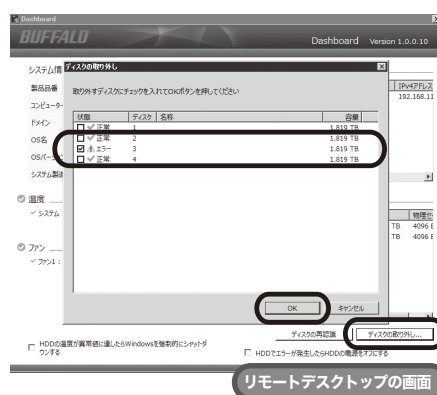 Dashboard
BUFFALO
Dashboard Version 1.0.0.10
システム情
ディスクの取り外し
製品品番
取り外すディスクにチェックを入れてOKボタンを押してください
IPv4アドレス
コンピューター
192.168.11
状態 ディスク 名称 容量
ドメイン
正常 1 1.819 TB
OS名
正常 2 1.819 TB
エラー 3 1.819 TB
OSバージョン
正常 4 1.819 TB
システム製造
温度
システム
物理セ
TB 4096 B
TB 4096 B
ファン
ファン1:
OK キャンセル
ディスクの再認識 ディスクの取り外し...
HDDの温度が異常値に達したらWindowsを強制的にシャットダ
ウンする
HDDでエラーが発生したらHDDの電源をオフにする
リモートデスクトップの画面